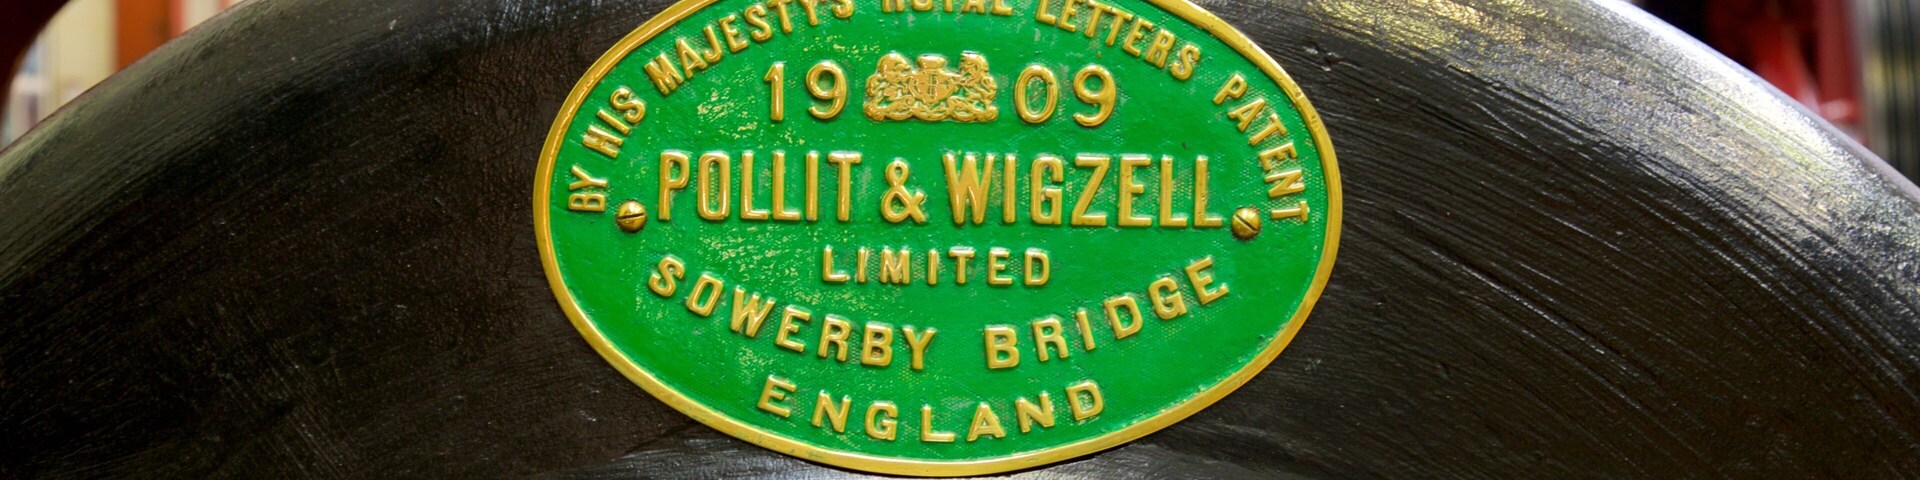 BY HIS MAJESTY'S ROYAL LETTERS PATENT
1909
POLLIT & WIGZELL
LIMITED
SOWERBY BRIDGE
ENGLAND